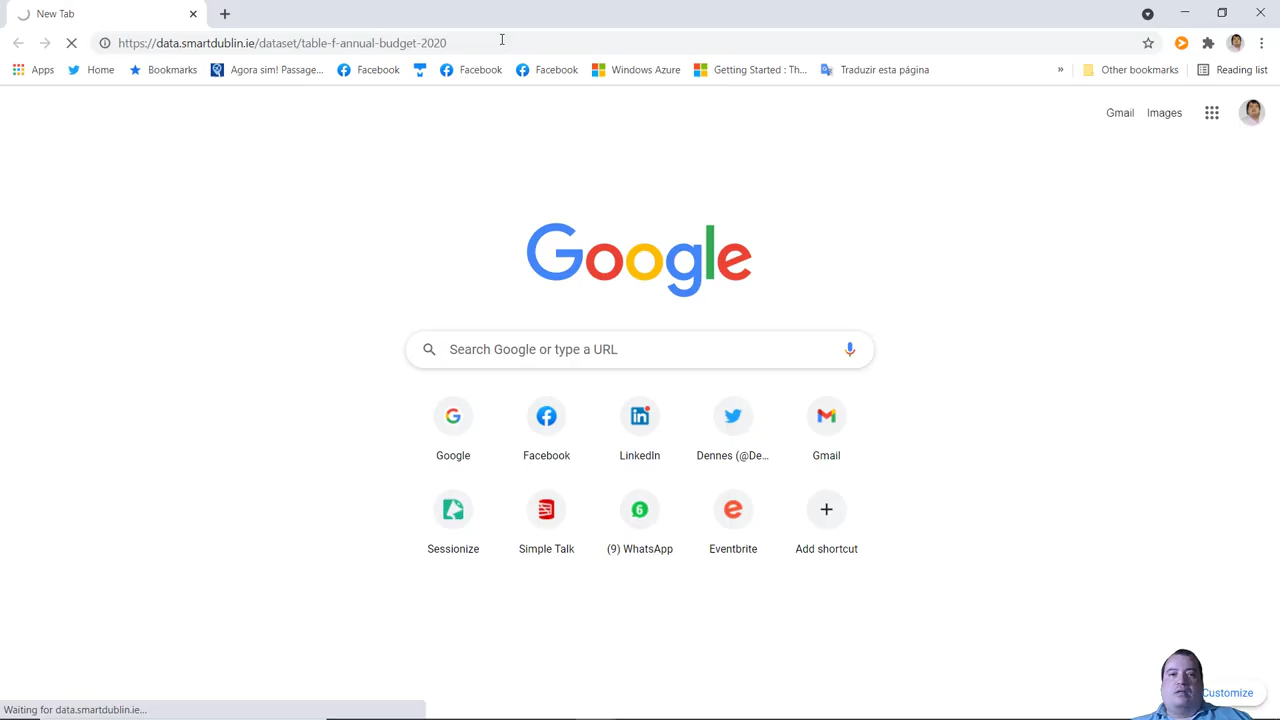 New Tab
https://data.smartdublin.ie/dataset/table-f-annual-budget-2020
Apps Home Bookmarks Agora sim! Passage... Facebook Facebook Facebook Windows Azure Getting Started : Th... Traduzir esta página » Other bookmarks Reading list
Gmail Images
Google
Search Google or type a URL
Google Facebook LinkedIn Dennes (@De... Gmail
Sessionize Simple Talk (9) WhatsApp Eventbrite Add shortcut
Customize
Waiting for data.smartdublin.ie...